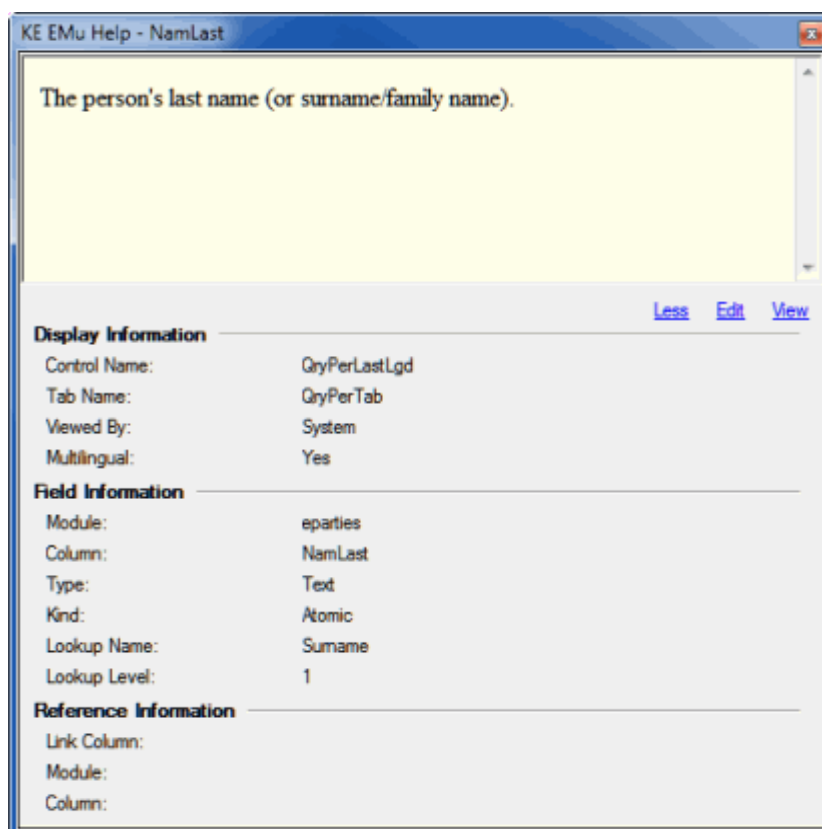 KE EMu Help - NamLast
The person's last name (or surname/family name).
Less Edit View
Display Information
Control Name: QryPerLastLgd
Tab Name: QryPerTab
Viewed By: System
Multilingual: Yes
Field Information
Module: eparties
Column: NamLast
Type: Text
Kind: Atomic
Lookup Name: Surname
Lookup Level: 1
Reference Information
Link Column:
Module:
Column: